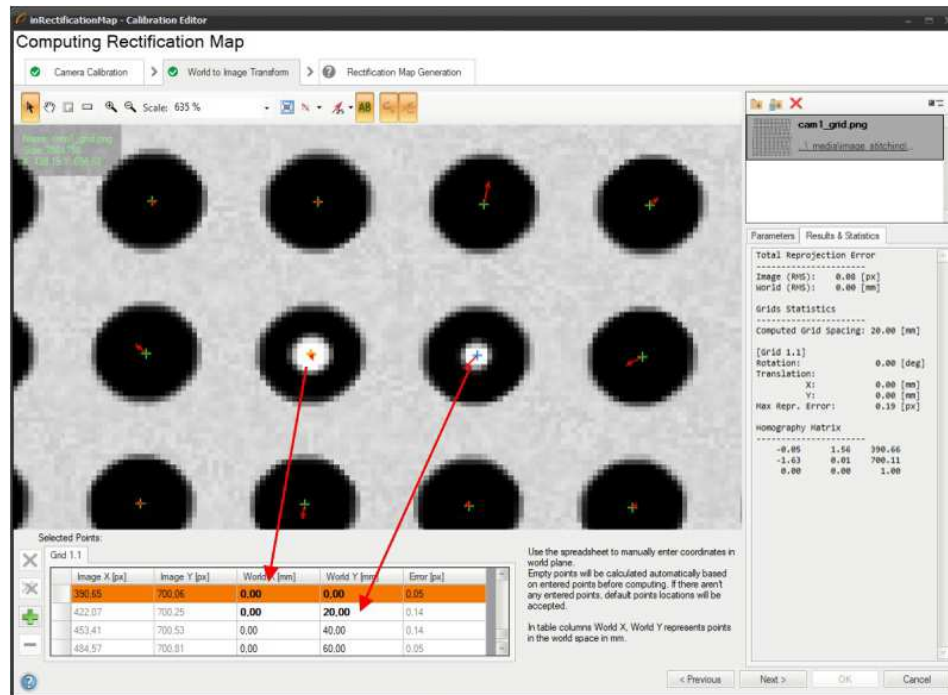 inRectificationMap - Calibration Editor
Computing Rectification Map
Camera Calibration > World to Image Transform > Rectification Map Generation
Scale: 635 %
AB
Name: cam1_grid.png
cam1_grid.png
..\_media\image_stitching\...
Parameters Results & Statistics
Total Reprojection Error
-----------------------
Image (RMS): 0.08 [px]
World (RMS): 0.00 [mm]
Grids Statistics
-----------------------
Computed Grid Spacing: 20.00 [mm]
[Grid 1.1]
Rotation: 0.00 [deg]
Translation:
X: 0.00 [mm]
Y: 0.00 [mm]
Max Repr. Error: 0.19 [px]
Homography Matrix
-----------------------
-0.05 1.56 390.66
-1.63 0.01 700.11
0.00 0.00 1.00
Selected Points:
Grid 1.1
Image X [px] Image Y [px] World X [mm] World Y [mm] Error [px]
390,65 700,06 0,00 0,00 0.05
422.07 700.25 0,00 20,00 0.14
453,41 700.53 0.00 40.00 0.14
484,57 700.81 0.00 60.00 0.05
Use the spreadsheet to manually enter coordinates in
world plane.
Empty points will be calculated automatically based
on entered points before computing. If there aren't
any entered points, default points locations will be
accepted.
In table columns World X, World Y represents points
in the world space in mm.
< Previous Next > OK Cancel